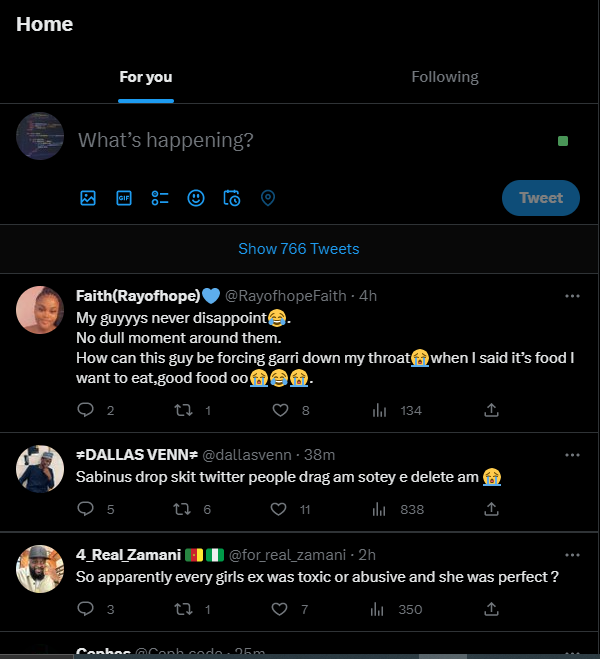 Home
For you
Following
What's happening?
GIF
Tweet
Show 766 Tweets
Faith(Rayofhope)💙 @RayofhopeFaith · 4h
My guyyys never disappoint😂.
No dull moment around them.
How can this guy be forcing garri down my throat😭when I said it's food I
want to eat,good food oo😭😂😭.
2 1 8 134
≠DALLAS VENN≠ @dallasvenn · 38m
Sabinus drop skit twitter people drag am sotey e delete am 😭
5 6 11 838
4_Real_Zamani 🇨🇲🇳🇬 @for_real_zamani · 2h
So apparently every girls ex was toxic or abusive and she was perfect ?
3 1 7 350